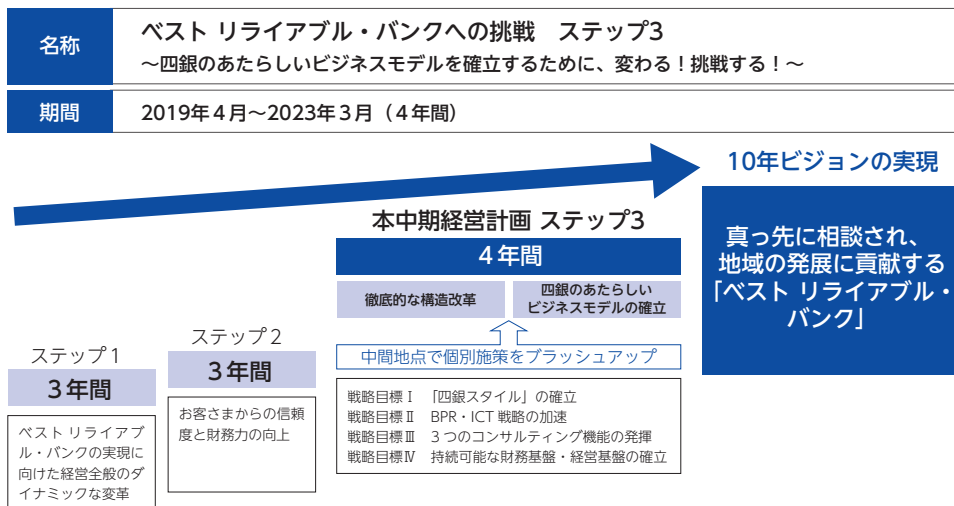 名称
ベスト リライアブル・バンクへの挑戦　ステップ3
～四銀のあたらしいビジネスモデルを確立するために、変わる！挑戦する！～
期間
2019年４月～2023年３月（４年間）
10年ビジョンの実現
真っ先に相談され、
地域の発展に貢献する
「ベスト リライアブル・
バンク」
本中期経営計画 ステップ3
４年間
徹底的な構造改革
四銀のあたらしい
ビジネスモデルの確立
中間地点で個別施策をブラッシュアップ
戦略目標Ⅰ　「四銀スタイル」の確立
戦略目標Ⅱ　BPR・ICT 戦略の加速
戦略目標Ⅲ　３つのコンサルティング機能の発揮
戦略目標Ⅳ　持続可能な財務基盤・経営基盤の確立
ステップ２
３年間
お客さまからの信頼
度と財務力の向上
ステップ１
３年間
ベスト リライアブ
ル・バンクの実現に
向けた経営全般のダ
イナミックな変革